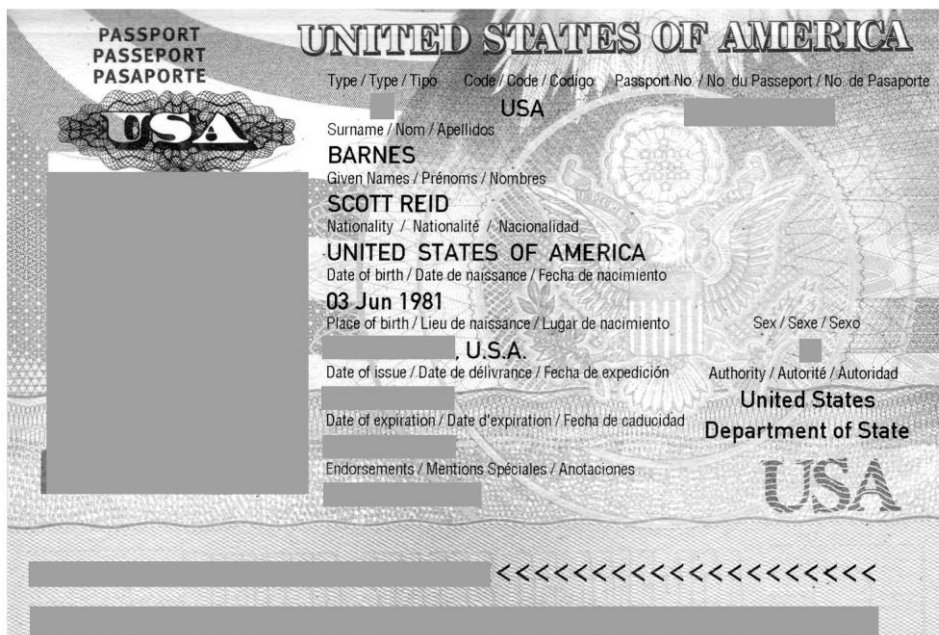 PASSPORT
PASSEPORT
PASAPORTE
USA
UNITED STATES OF AMERICA
Type / Type / Tipo Code / Code / Codigo Passport No. / No. du Passeport / No. de Pasaporte
USA
Surname / Nom / Apellidos
BARNES
Given Names / Prénoms / Nombres
SCOTT REID
Nationality / Nationalité / Nacionalidad
UNITED STATES OF AMERICA
Date of birth / Date de naissance / Fecha de nacimiento
03 Jun 1981
Place of birth / Lieu de naissance / Lugar de nacimiento Sex / Sexe / Sexo
, U.S.A.
Date of issue / Date de délivrance / Fecha de expedición Authority / Autorité / Autoridad
United States
Date of expiration / Date d'expiration / Fecha de caducidad
Department of State
Endorsements / Mentions Spéciales / Anotaciones
USA
<<<<<<<<<<<<<<<<<<<<